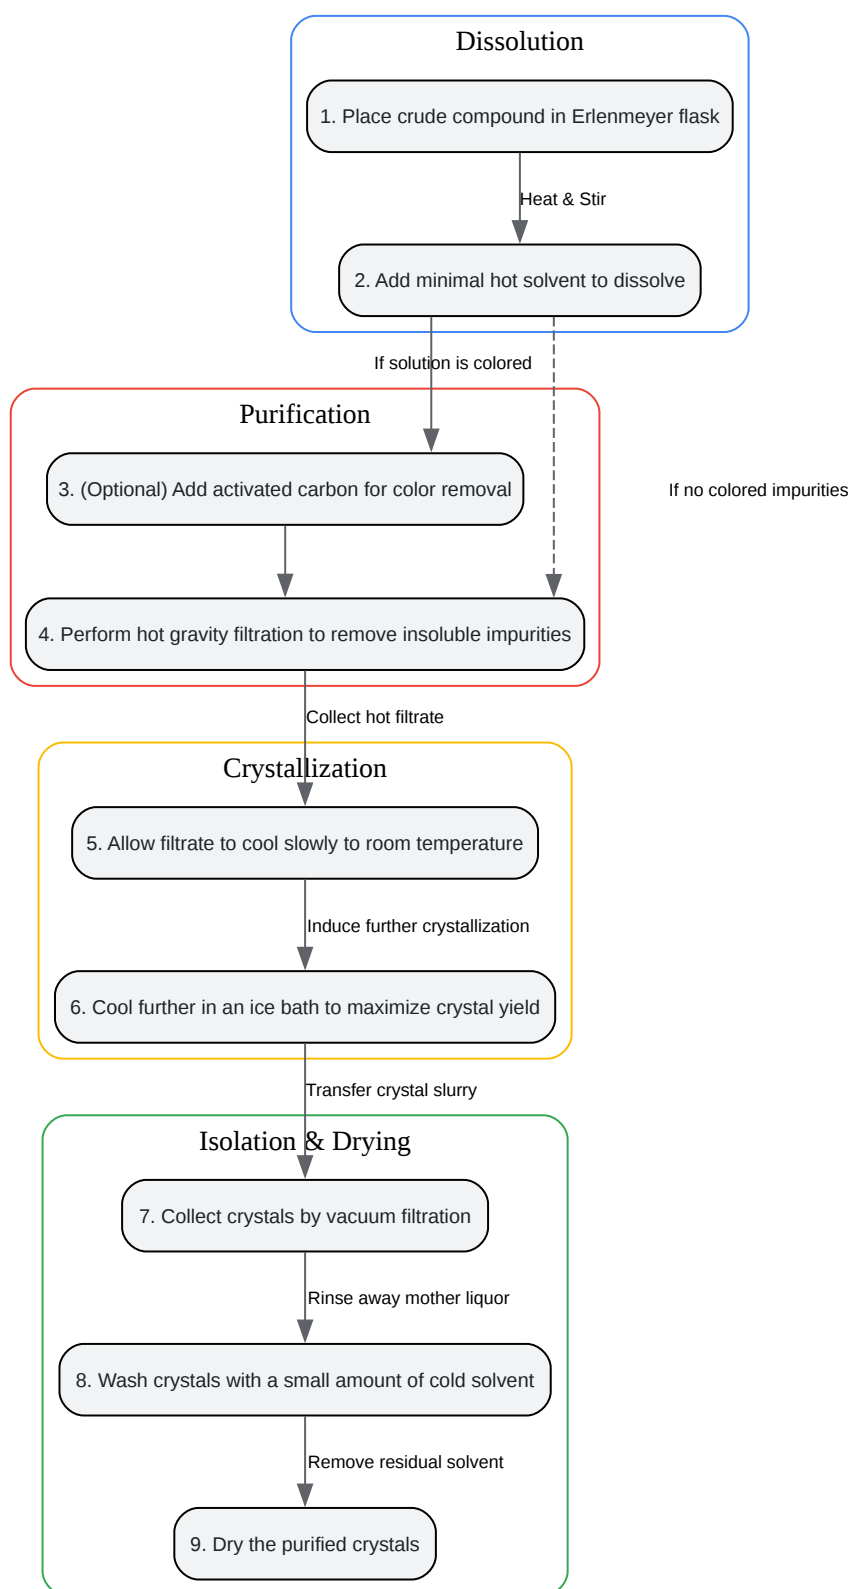 Dissolution
1. Place crude compound in Erlenmeyer flask
Heat & Stir
2. Add minimal hot solvent to dissolve
If solution is colored
Purification
3. (Optional) Add activated carbon for color removal
If no colored impurities
4. Perform hot gravity filtration to remove insoluble impurities
Collect hot filtrate
Crystallization
5. Allow filtrate to cool slowly to room temperature
Induce further crystallization
6. Cool further in an ice bath to maximize crystal yield
Transfer crystal slurry
Isolation & Drying
7. Collect crystals by vacuum filtration
Rinse away mother liquor
8. Wash crystals with a small amount of cold solvent
Remove residual solvent
9. Dry the purified crystals